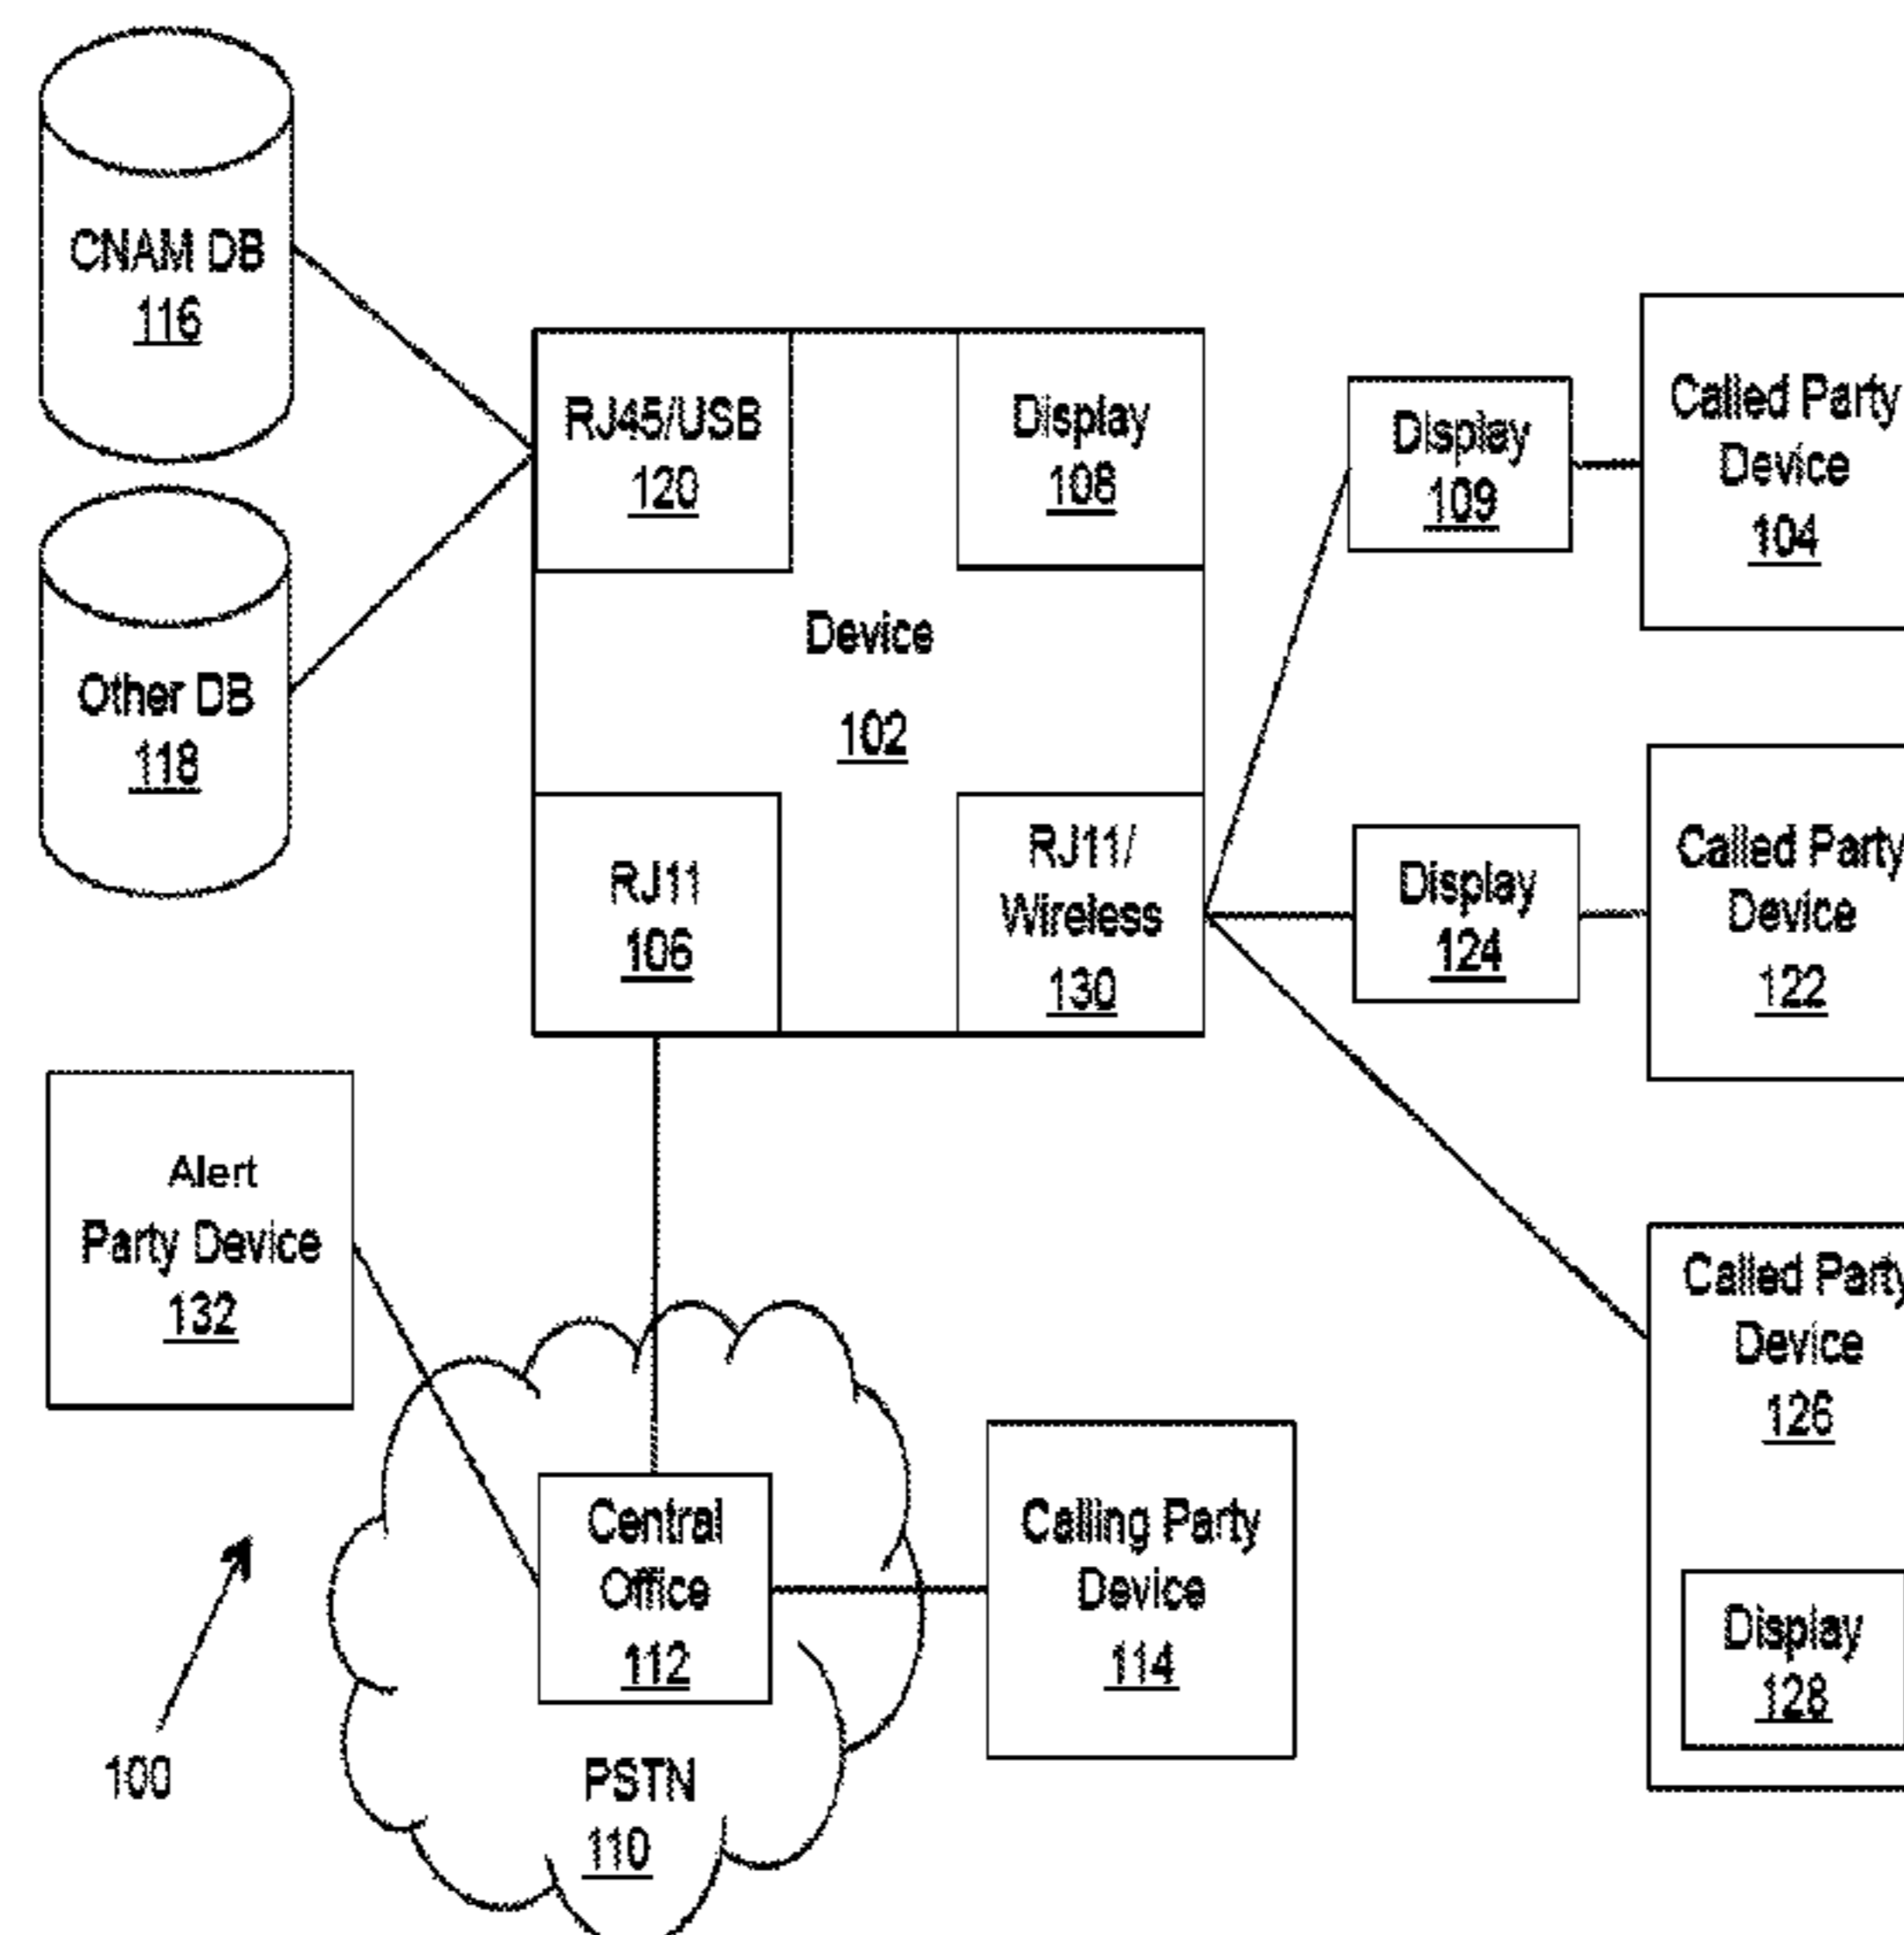 CNAM DB
116
Other DB
118
RJ45/USB
120
Display
108
Device
102
RJ11
106
RJ11/
Wireless
130
Display
109
Called Party
Device
104
Display
124
Called Party
Device
122
Called Party
Device
126
Display
128
Alert
Party Device
132
Central
Office
112
PSTN
110
Calling Party
Device
114
100